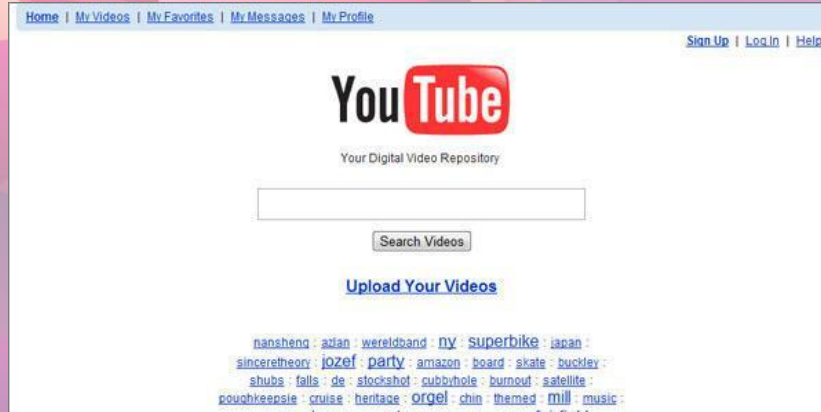 Home | My Videos | My Favorites | My Messages | My Profile
Sign Up | Log In | Help
YouTube
Your Digital Video Repository
Search Videos
Upload Your Videos
nansheng : azlan : wereldband : ny : superbike : japan :
sinceretheory : jozef : party : amazon : board : skate : buckley :
shubs : falls : de : stockshot : cubbyhole : burnout : satellite :
poughkeepsie : cruise : heritage : orgel : chin : themed : mill : music :